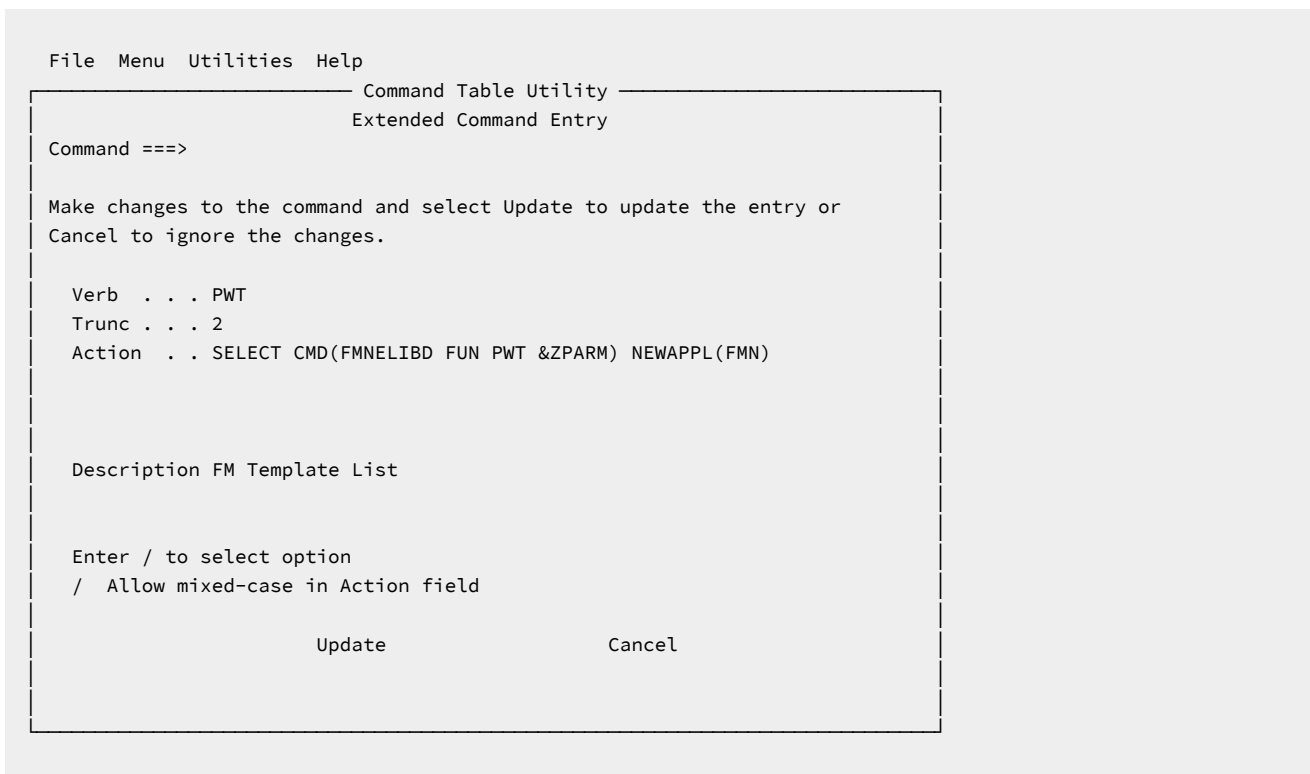 File  Menu  Utilities  Help
Command Table Utility
Extended Command Entry
Command ===>
Make changes to the command and select Update to update the entry or
Cancel to ignore the changes.
Verb  . . . PWT
Trunc . . . 2
Action  . . SELECT CMD(FMNELIBD FUN PWT &ZPARM) NEWAPPL(FMN)
Description FM Template List
Enter / to select option
/  Allow mixed-case in Action field
Update                   Cancel